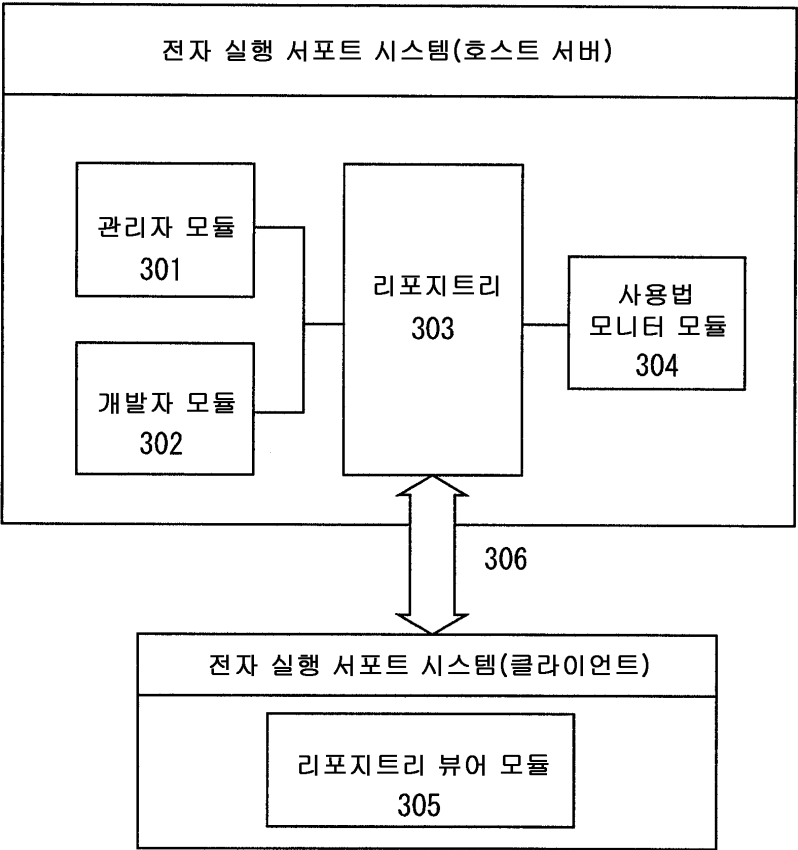 전자 실행 서포트 시스템(호스트 서버)
관리자 모듈
301
개발자 모듈
302
리포지트리
303
사용법
모니터 모듈
304
306
전자 실행 서포트 시스템(클라이언트)
리포지트리 뷰어 모듈
305